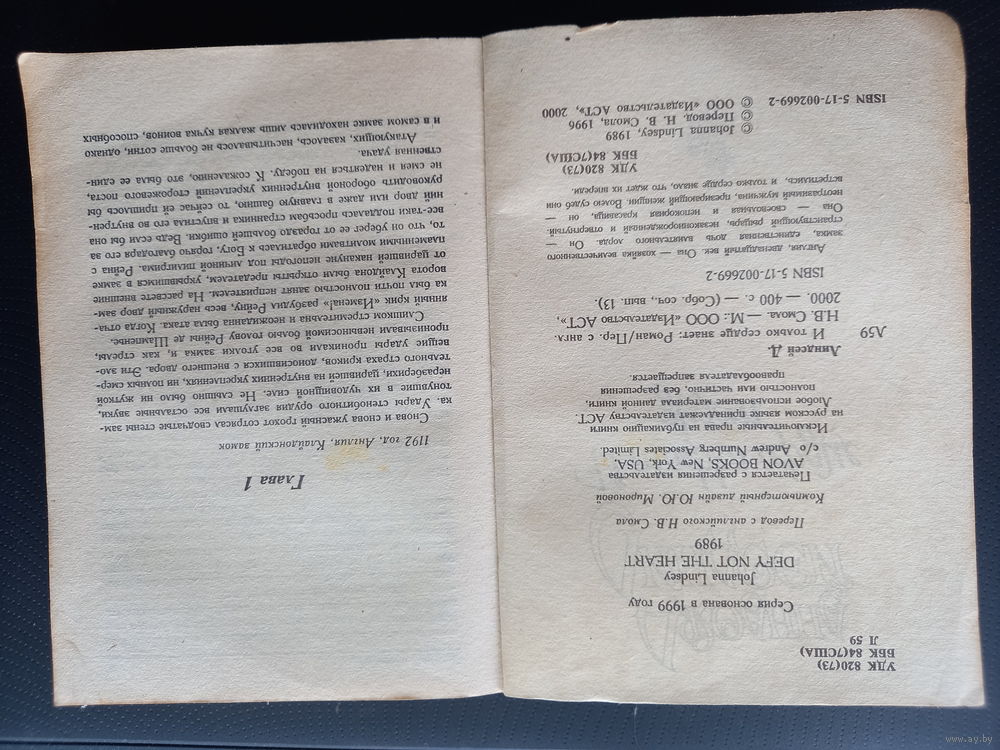 УДК 820(73)
ББК 84(7США)
Л 59
Серия основана в 1999 году
Johanna Lindsey
DEFY NOT THE HEART
1989
Перевод с английского Н.В. Смола
Компьютерный дизайн Ю.Ю. Мироновой
Печатается с разрешения издательства
AVON BOOKS, New York, USA,
c/o Andrew Nurnberg Associates Limited.
Исключительные права на публикацию книги
на русском языке принадлежат издательству АСТ.
Любое использование материала данной книги,
полностью или частично, без разрешения
правообладателя запрещается.
Линдсей Д.
Л59 И только сердце знает: Роман/Пер. с англ.
Н.В. Смола. — М.: ООО «Издательство АСТ»,
2000. — 400 с. — (Собр. соч., вып. 13).
ISBN 5-17-002669-2
Англия, двенадцатый век. Она — хозяйка величественного
замка, единственная дочь влиятельного лорда. Он —
странствующий рыцарь, незаконнорожденный и отвергнутый.
Она — своевольная и непокорная красавица, он —
неотразимый мужчина, презирающий женщин. Волею судьбы они
встретились, и только сердце знало, что ждет их впереди.
УДК 820(73)
ББК 84(7США)
© Johanna Lindsey, 1989
© Перевод. Н. В. Смола, 1996
© ООО «Издательство АСТ», 2000
ISBN 5-17-002669-2
Глава 1
1192 год, Англия, Клайдонский замок
Снова и снова ужасный грохот сотрясал сводчатые стены зам-
ка. Удары стенобитного орудия заглушали все остальные звуки,
тонувшие в их чудовищной силе. Не слышно было ни жуткой
неразберихи, царившей на внутренних укреплениях, ни полных смер-
тельного страха криков, доносившихся с внешнего двора. Эти зло-
вещие удары проникали во все уголки замка и, как стрелы,
пронзывали невыносимой болью голову Рейны де Шампеньс.
Слишком стремительна и неожиданна была атака. Когда отча-
янный крик «Измена!» разбудил Рейну, весь наружный двор зам-
ка был почти полностью занят неприятелем. На рассвете внешние
ворота Клайдона были открыты предателем, укрывшимся в замке
от царившей накануне непогоды под личиной пилигрима. Рейна с
пламенными молитвами обратилась к Богу, горячо благодаря его за
то, что он уберег ее от гораздо большей ошибки. Ведь если бы она
все-таки поддалась просьбам странника и впустила его во внутрен-
ний двор или даже в главную башню, то сейчас ей пришлось бы
руководить обороной внутренних укреплений сторожевого поста,
не смея и надеяться на победу. К сожалению, это была ее един-
ственная удача.
Атакующих, казалось, насчитывалось не больше сотни, однако
и в самом замке находилась лишь жалкая кучка воинов, способных
www.ay.by